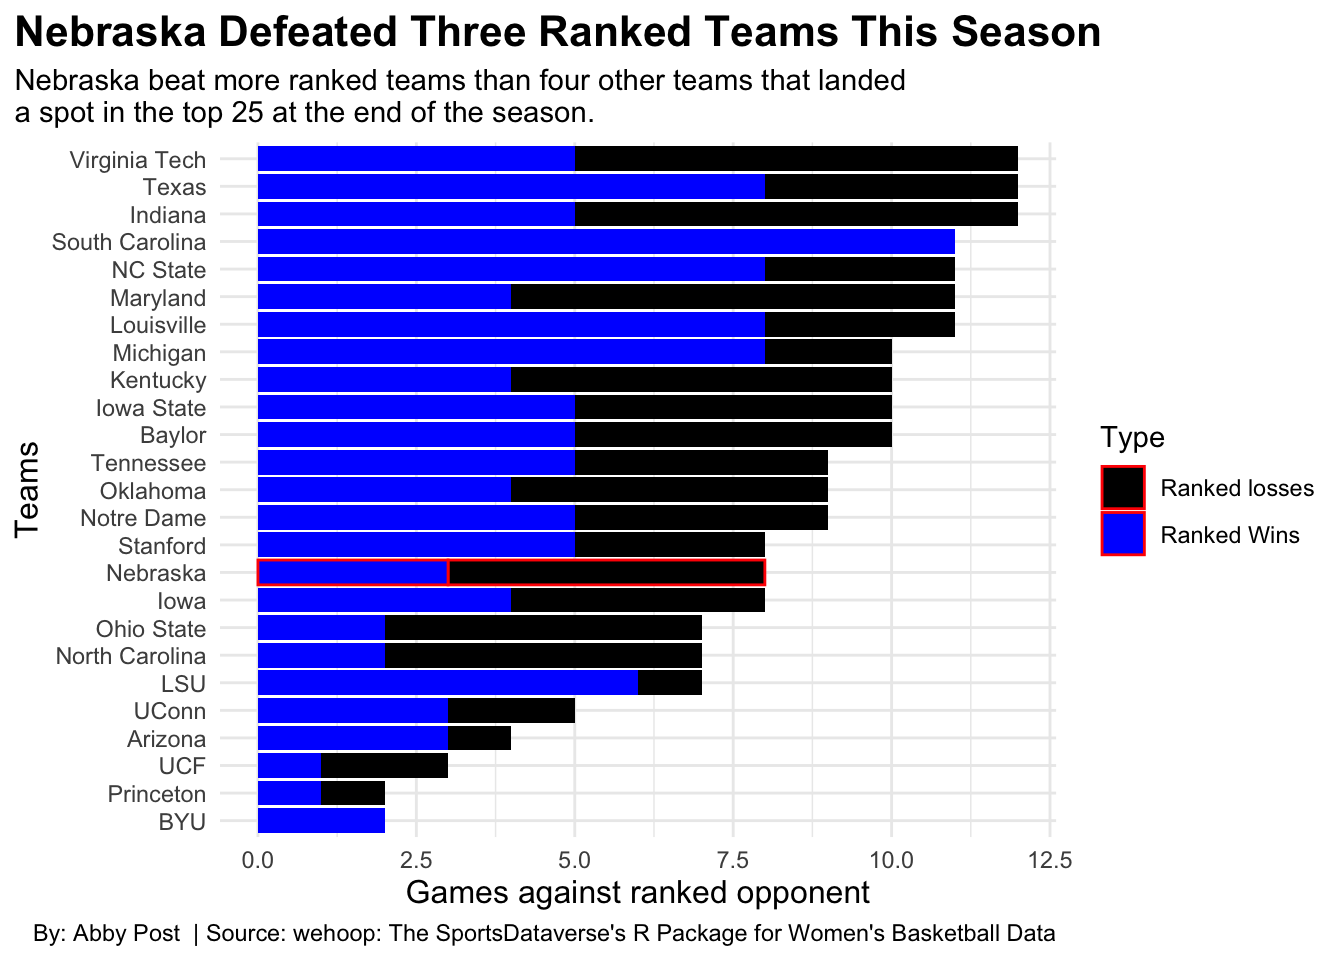 Nebraska Defeated Three Ranked Teams This Season
Nebraska beat more ranked teams than four other teams that landed
a spot in the top 25 at the end of the season.
Teams
Virginia Tech
Texas
Indiana
South Carolina
NC State
Maryland
Louisville
Michigan
Kentucky
Iowa State
Baylor
Tennessee
Oklahoma
Notre Dame
Stanford
Nebraska
Iowa
Ohio State
North Carolina
LSU
UConn
Arizona
UCF
Princeton
BYU
0.0 2.5 5.0 7.5 10.0 12.5
Games against ranked opponent
Type
Ranked losses
Ranked Wins
By: Abby Post | Source: wehoop: The SportsDataverse's R Package for Women's Basketball Data